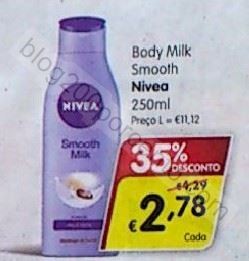 Body Milk
Smooth
Nivea
250ml
Preço L = €11,12
NIVEA
Smooth
Milk
35%
DESCONTO
€4,29
€2,78
Cada